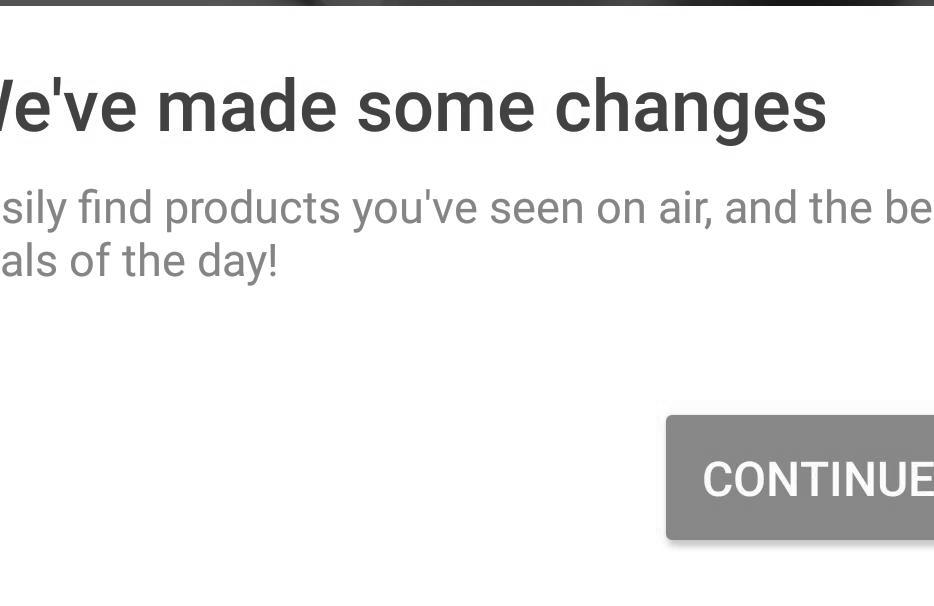 We've made some changes
sily find products you've seen on air, and the be
als of the day!
CONTINUE